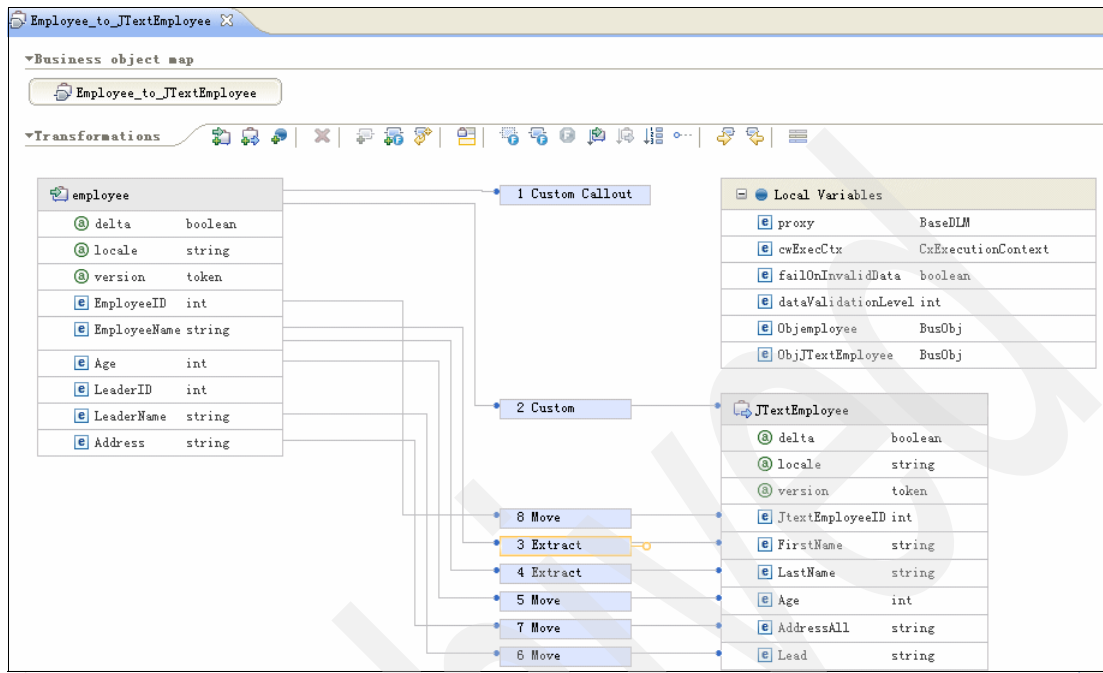 Employee_to_JTextEmployee
Business object map
Employee_to_JTextEmployee
Transformations
employee
delta boolean
locale string
version token
EmployeeID int
EmployeeName string
Age int
LeaderID int
LeaderName string
Address string
1 Custom Callout
2 Custom
8 Move
3 Extract
4 Extract
5 Move
7 Move
6 Move
Local Variables
proxy BaseDLM
cwExecCtx CxExecutionContext
failOnInvalidData boolean
dataValidationLevel int
Objemployee BusObj
ObjJTextEmployee BusObj
JTextEmployee
delta boolean
locale string
version token
JtextEmployeeID int
FirstName string
LastName string
Age int
AddressAll string
Lead string